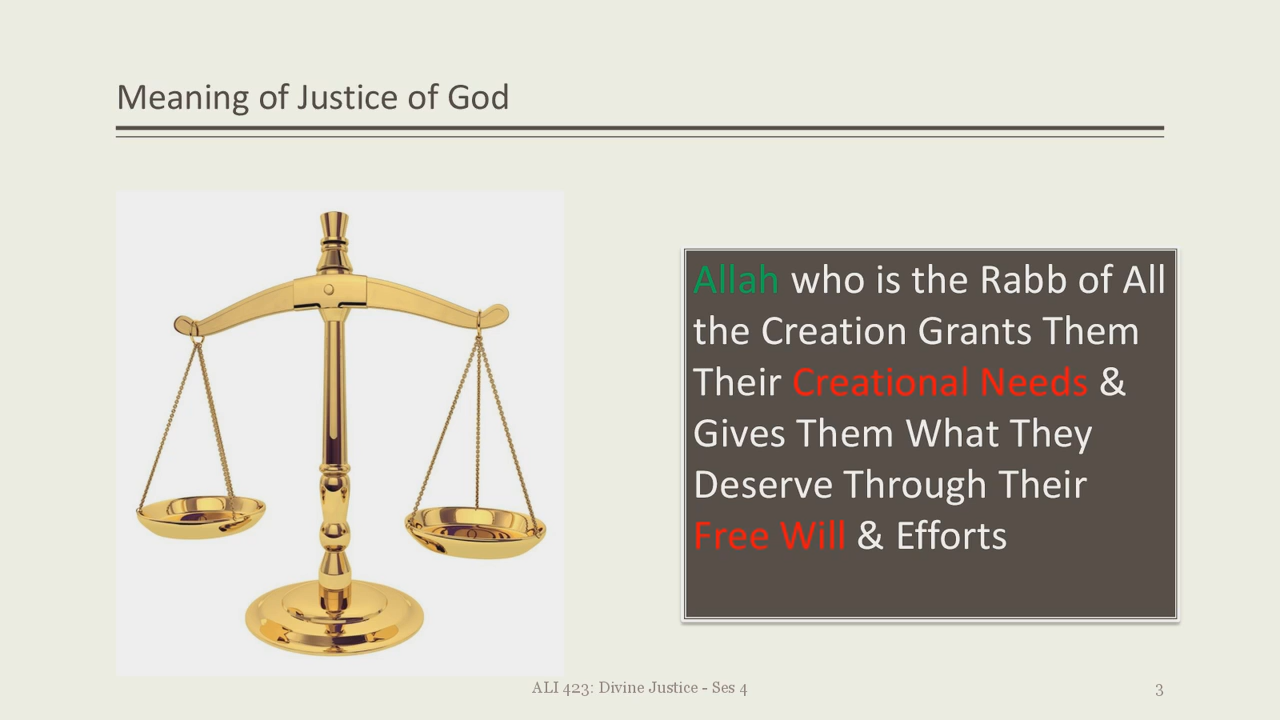 Meaning of Justice of God
Allah who is the Rabb of All
the Creation Grants Them
Their Creational Needs &
Gives Them What They
Deserve Through Their
Free Will & Efforts
ALI 423: Divine Justice - Ses 4
3